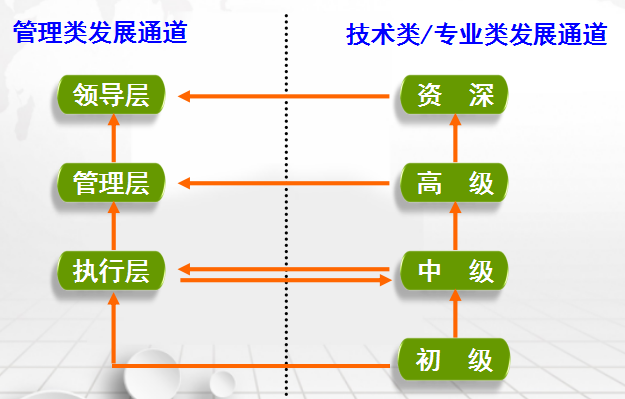 管理类发展通道
技术类/专业类发展通道
领导层
资 深
管理层
高 级
执行层
中 级
初 级